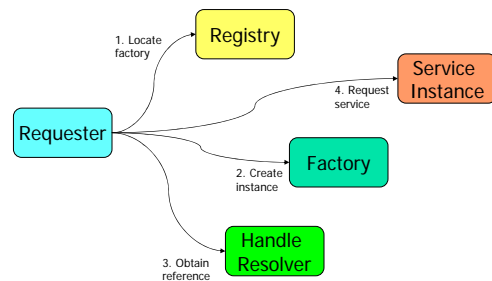 Registry
1. Locate
factory
Service
Instance
4. Request
service
Requester
Factory
2. Create
instance
Handle
Resolver
3. Obtain
reference